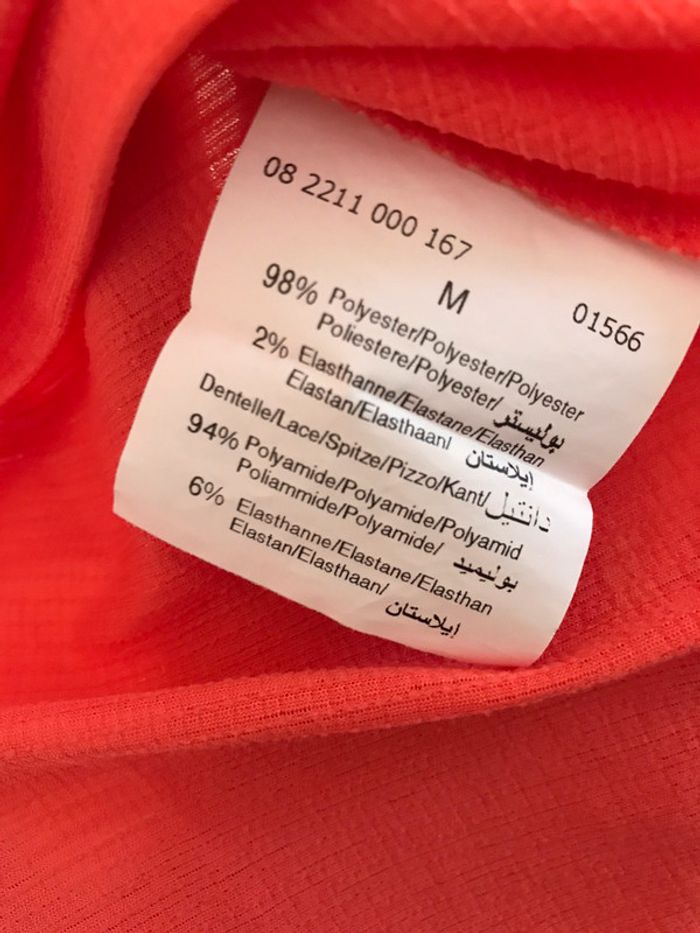 08 2211 000 167
M
01566
98% Polyester/Polyester/Polyester
Poliestere/Polyester/ بوليستر
2% Elasthanne/Elastane/Elasthan
Elastan/Elasthaanl إيلاستان
Dentelle/Lace/Spitze/Pizzo/Kant/ دانتيل
94% Polyamide/Polyamide/Polyamid
Poliammide/Polyamide/ بوليميد
6% Elasthanne/Elastane/Elasthan
Elastan/Elasthaan/ إيلاستان